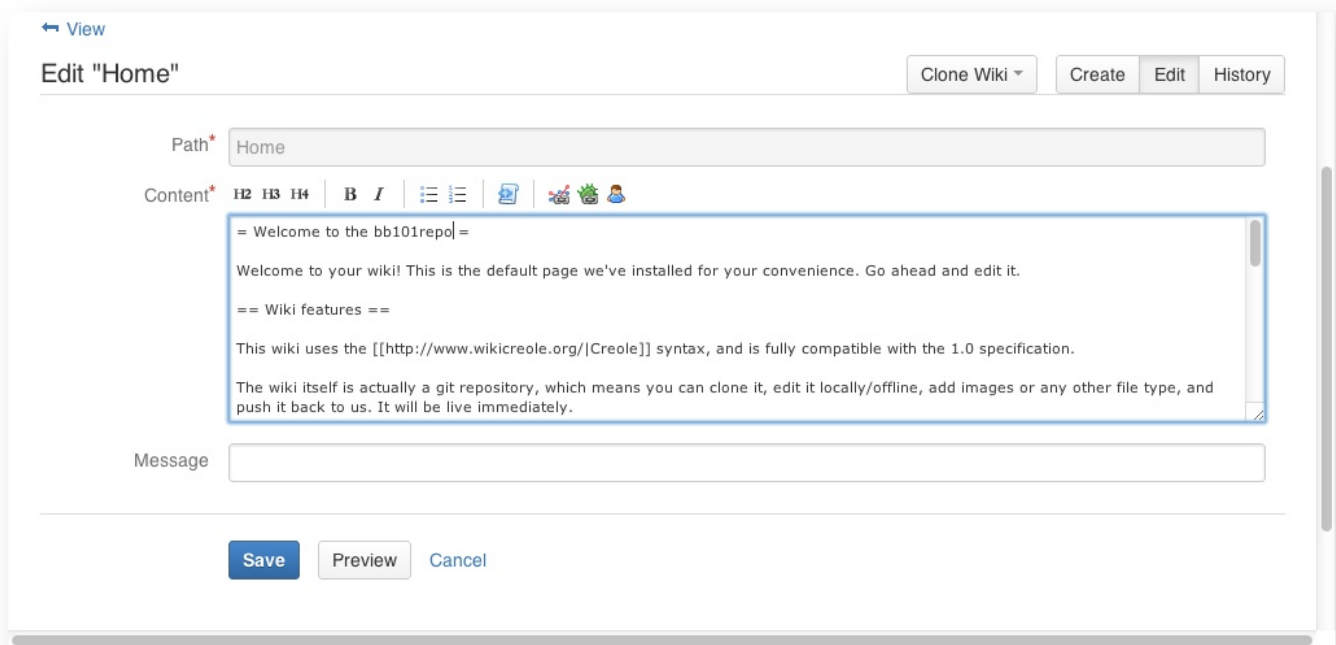 View
Edit "Home"
Clone Wiki
Create Edit History
Path*
Home
Content*
H2 H3 H4 B I
= Welcome to the bb101repo =
Welcome to your wiki! This is the default page we've installed for your convenience. Go ahead and edit it.
== Wiki features ==
This wiki uses the [[http://www.wikicreole.org/|Creole]] syntax, and is fully compatible with the 1.0 specification.
The wiki itself is actually a git repository, which means you can clone it, edit it locally/offline, add images or any other file type, and
push it back to us. It will be live immediately.
Message
Save Preview Cancel